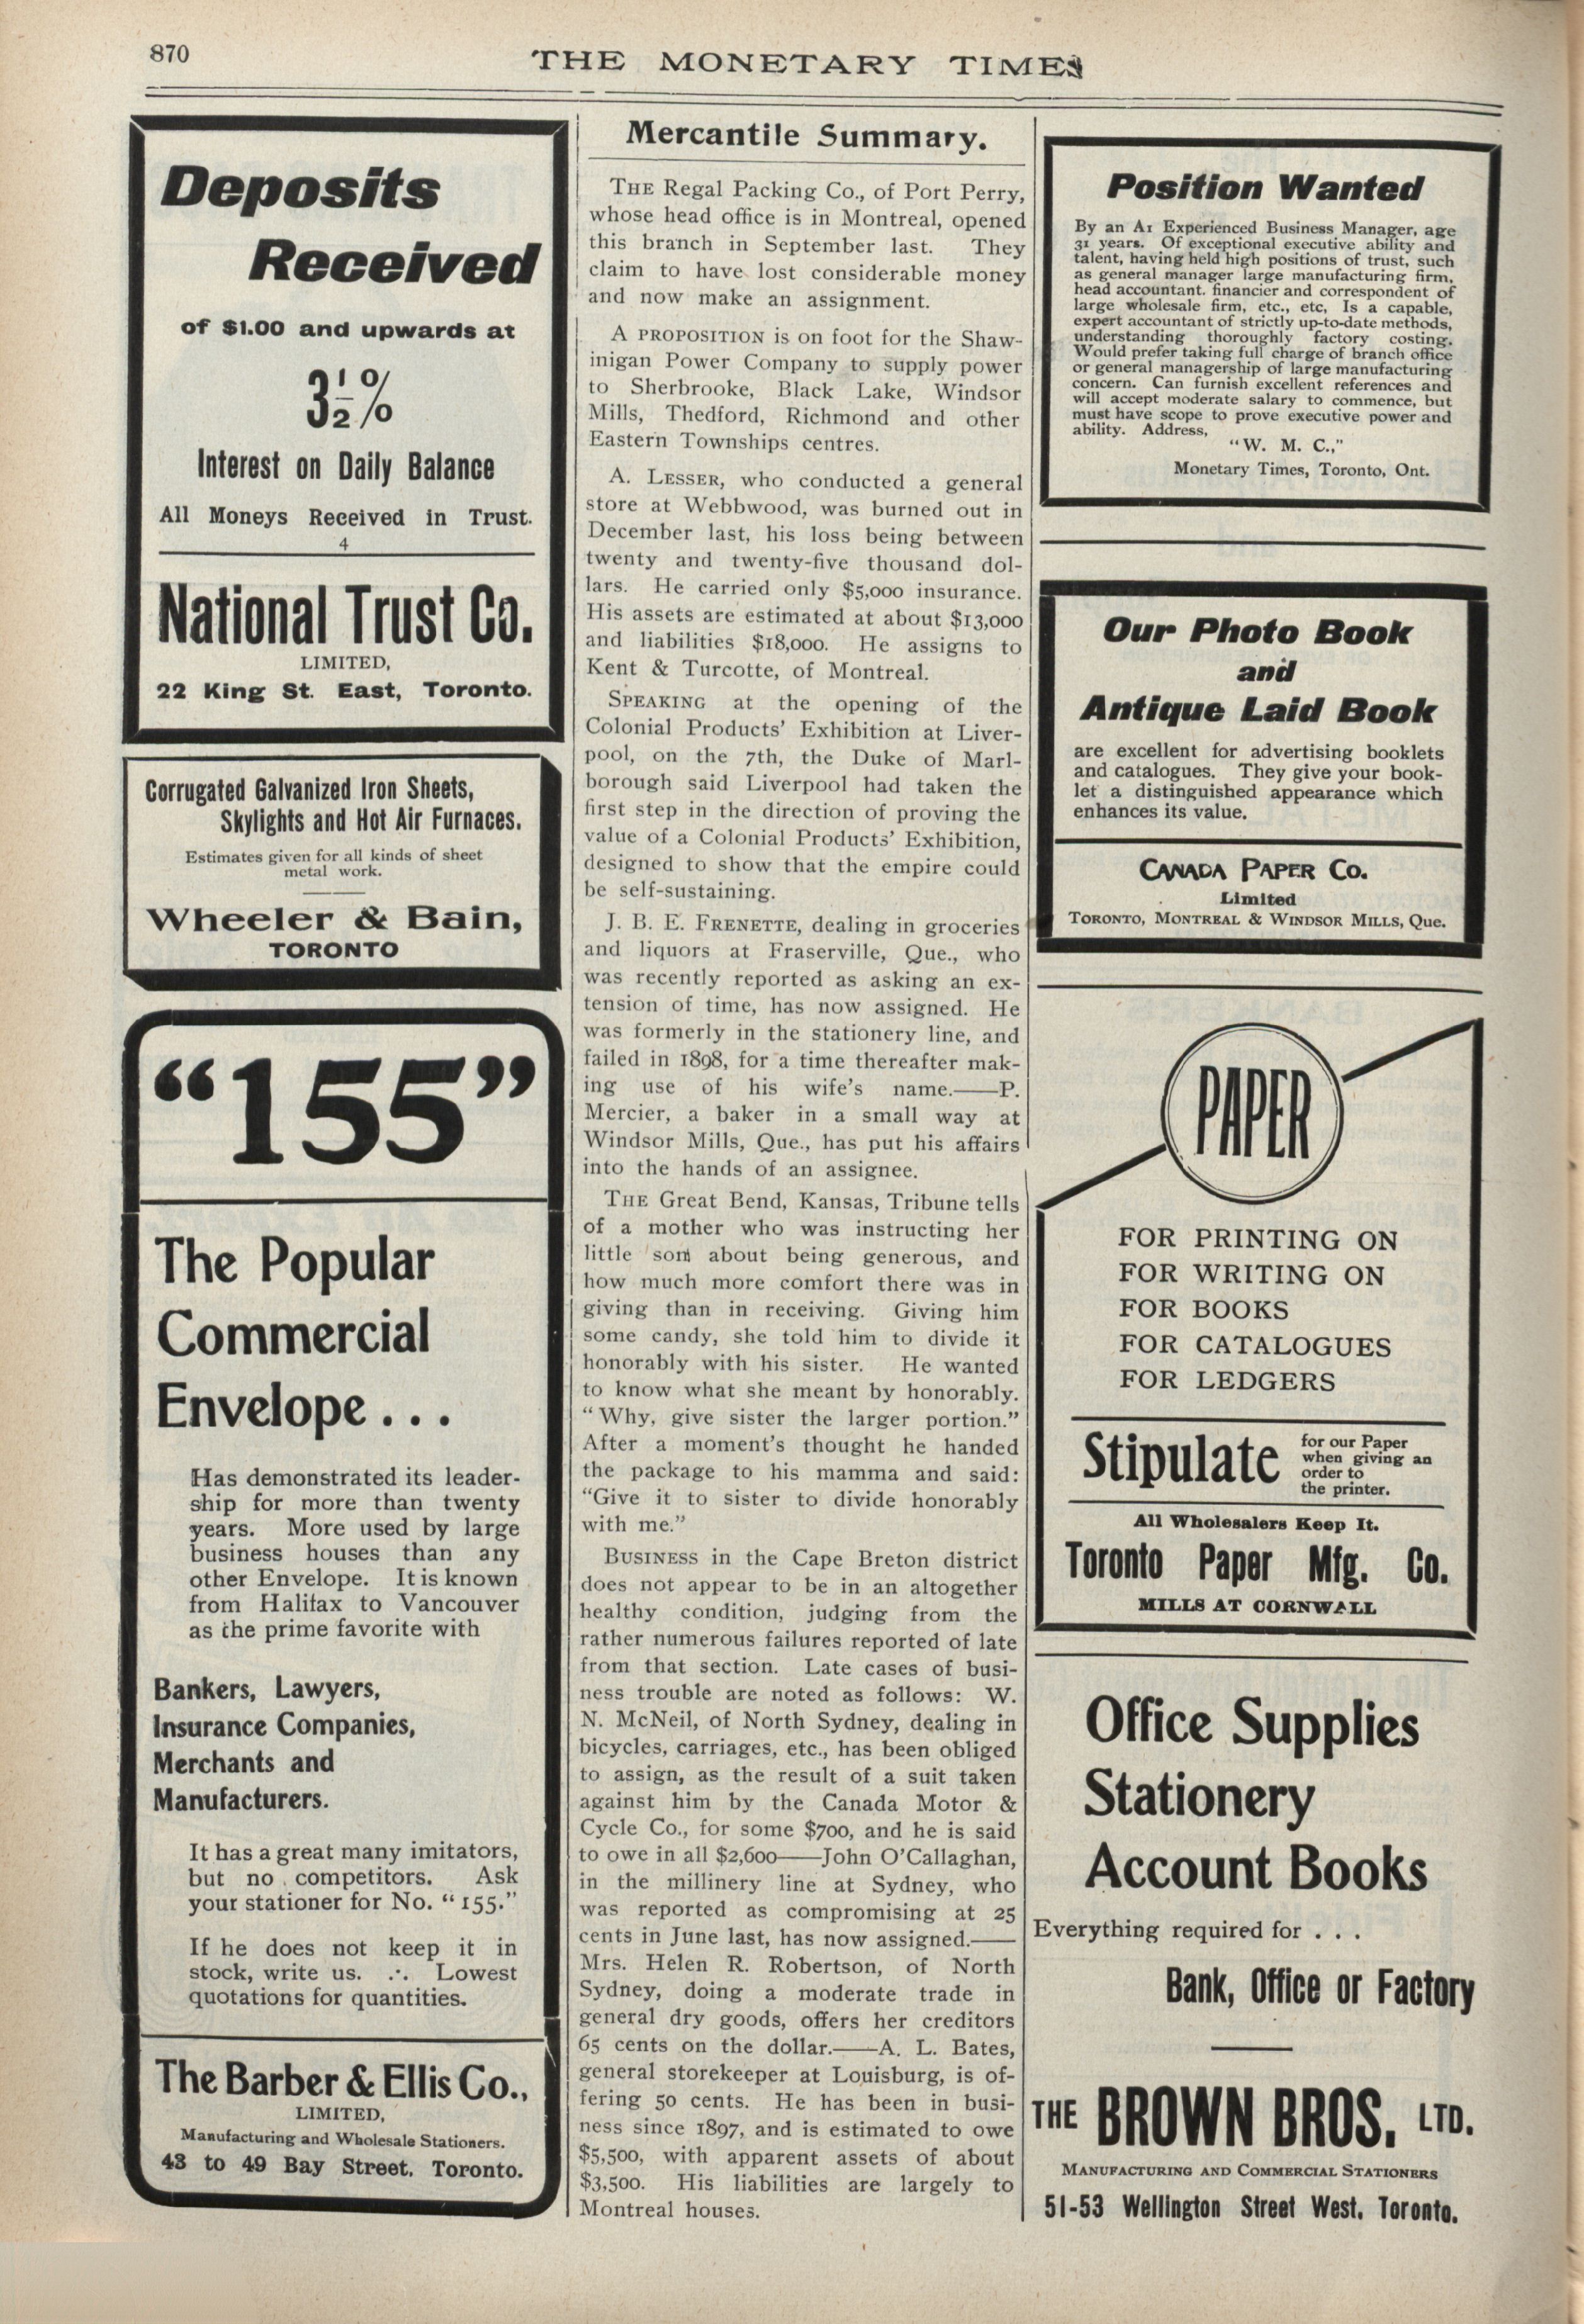 870
THE MONETARY TIMES
Deposits
Received
of $1.00 and upwards at
3½%
Interest on Daily Balance
All Moneys Received in Trust.
4
National Trust Co.
LIMITED,
22 King St. East, Toronto.
Corrugated Galvanized Iron Sheets,
Skylights and Hot Air Furnaces.
Estimates given for all kinds of sheet
metal work.
Wheeler & Bain,
TORONTO
“155”
The Popular
Commercial
Envelope . . .
Has demonstrated its leader-
ship for more than twenty
years. More used by large
business houses than any
other Envelope. It is known
from Halifax to Vancouver
as the prime favorite with
Bankers, Lawyers,
Insurance Companies,
Merchants and
Manufacturers.
It has a great many imitators,
but no competitors. Ask
your stationer for No. “155.”
If he does not keep it in
stock, write us. .·. Lowest
quotations for quantities.
The Barber & Ellis Co.,
LIMITED,
Manufacturing and Wholesale Stationers.
43 to 49 Bay Street, Toronto.
Mercantile Summary.
THE Regal Packing Co., of Port Perry,
whose head office is in Montreal, opened
this branch in September last. They
claim to have lost considerable money
and now make an assignment.
A PROPOSITION is on foot for the Shaw-
inigan Power Company to supply power
to Sherbrooke, Black Lake, Windsor
Mills, Thedford, Richmond and other
Eastern Townships centres.
A. LESSER, who conducted a general
store at Webbwood, was burned out in
December last, his loss being between
twenty and twenty-five thousand dol-
lars. He carried only $5,000 insurance.
His assets are estimated at about $13,000
and liabilities $18,000. He assigns to
Kent & Turcotte, of Montreal.
SPEAKING at the opening of the
Colonial Products’ Exhibition at Liver-
pool, on the 7th, the Duke of Marl-
borough said Liverpool had taken the
first step in the direction of proving the
value of a Colonial Products’ Exhibition,
designed to show that the empire could
be self-sustaining.
J. B. E. FRENETTE, dealing in groceries
and liquors at Fraserville, Que., who
was recently reported as asking an ex-
tension of time, has now assigned. He
was formerly in the stationery line, and
failed in 1898, for a time thereafter mak-
ing use of his wife’s name.——P.
Mercier, a baker in a small way at
Windsor Mills, Que., has put his affairs
into the hands of an assignee.
THE Great Bend, Kansas, Tribune tells
of a mother who was instructing her
little son about being generous, and
how much more comfort there was in
giving than in receiving. Giving him
some candy, she told him to divide it
honorably with his sister. He wanted
to know what she meant by honorably.
“Why, give sister the larger portion.”
After a moment’s thought he handed
the package to his mamma and said:
“Give it to sister to divide honorably
with me.”
BUSINESS in the Cape Breton district
does not appear to be in an altogether
healthy condition, judging from the
rather numerous failures reported of late
from that section. Late cases of busi-
ness trouble are noted as follows: W.
N. McNeil, of North Sydney, dealing in
bicycles, carriages, etc., has been obliged
to assign, as the result of a suit taken
against him by the Canada Motor &
Cycle Co., for some $700, and he is said
to owe in all $2,600——John O’Callaghan,
in the millinery line at Sydney, who
was reported as compromising at 25
cents in June last, has now assigned.——
Mrs. Helen R. Robertson, of North
Sydney, doing a moderate trade in
general dry goods, offers her creditors
65 cents on the dollar.——A. L. Bates,
general storekeeper at Louisburg, is of-
fering 50 cents. He has been in busi-
ness since 1897, and is estimated to owe
$5,500, with apparent assets of about
$3,500. His liabilities are largely to
Montreal houses.
Position Wanted
By an A1 Experienced Business Manager, age
31 years. Of exceptional executive ability and
talent, having held high positions of trust, such
as general manager large manufacturing firm,
head accountant. financier and correspondent of
large wholesale firm, etc., etc, Is a capable,
expert accountant of strictly up-to-date methods,
understanding thoroughly factory costing.
Would prefer taking full charge of branch office
or general managership of large manufacturing
concern. Can furnish excellent references and
will accept moderate salary to commence, but
must have scope to prove executive power and
ability. Address,
“W. M. C.,”
Monetary Times, Toronto, Ont.
Our Photo Book
and
Antique Laid Book
are excellent for advertising booklets
and catalogues. They give your book-
let a distinguished appearance which
enhances its value.
CANADA PAPER CO.
Limited
TORONTO, MONTREAL & WINDSOR MILLS, Que.
PAPER
FOR PRINTING ON
FOR WRITING ON
FOR BOOKS
FOR CATALOGUES
FOR LEDGERS
Stipulate
for our Paper
when giving an
order to
the printer.
All Wholesalers Keep It.
Toronto Paper Mfg. Co.
MILLS AT CORNWALL
Office Supplies
Stationery
Account Books
Everything required for . . .
Bank, Office or Factory
THE BROWN BROS. LTD.
MANUFACTURING AND COMMERCIAL STATIONERS
51-53 Wellington Street West, Toronto.